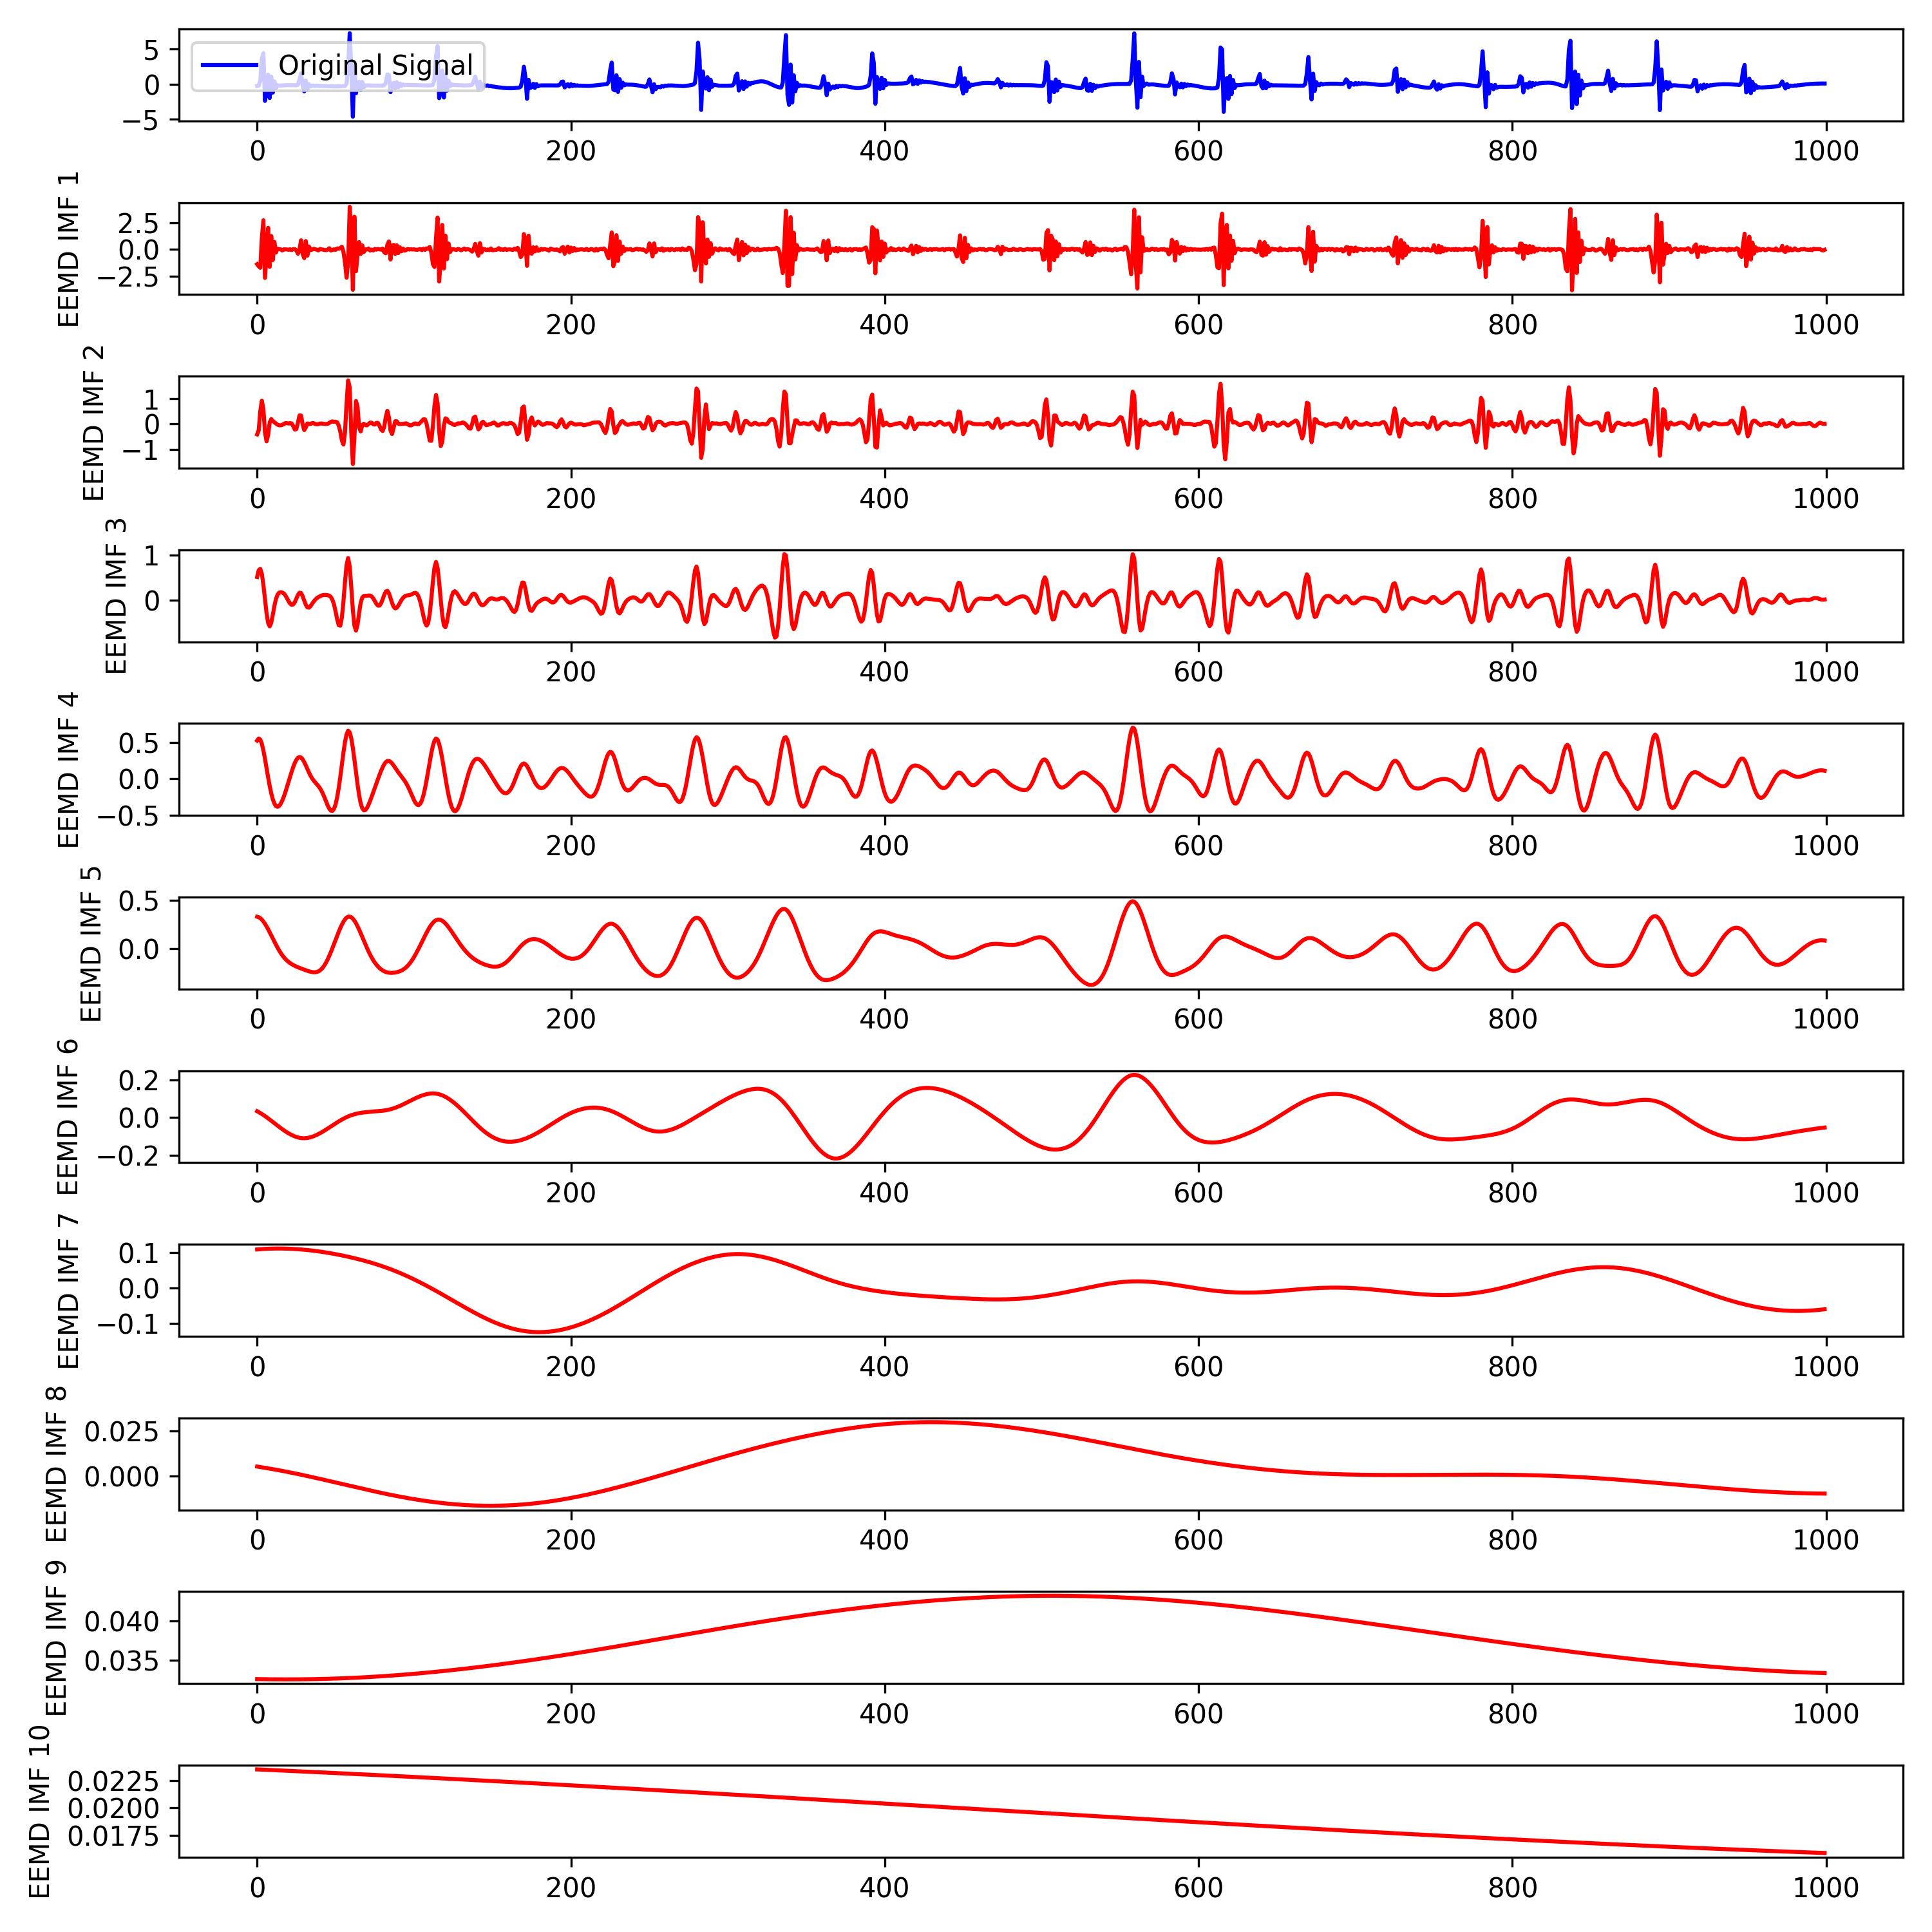 Original Signal
5
0
−5
0 200 400 600 800 1000
EEMD IMF 1
2.5
0.0
−2.5
0 200 400 600 800 1000
EEMD IMF 2
1
0
−1
0 200 400 600 800 1000
EEMD IMF 3
1
0
0 200 400 600 800 1000
EEMD IMF 4
0.5
0.0
−0.5
0 200 400 600 800 1000
EEMD IMF 5
0.5
0.0
0 200 400 600 800 1000
EEMD IMF 6
0.2
0.0
−0.2
0 200 400 600 800 1000
EEMD IMF 7
0.1
0.0
−0.1
0 200 400 600 800 1000
EEMD IMF 8
0.025
0.000
0 200 400 600 800 1000
EEMD IMF 9
0.040
0.035
0 200 400 600 800 1000
EEMD IMF 10
0.0225
0.0200
0.0175
0 200 400 600 800 1000